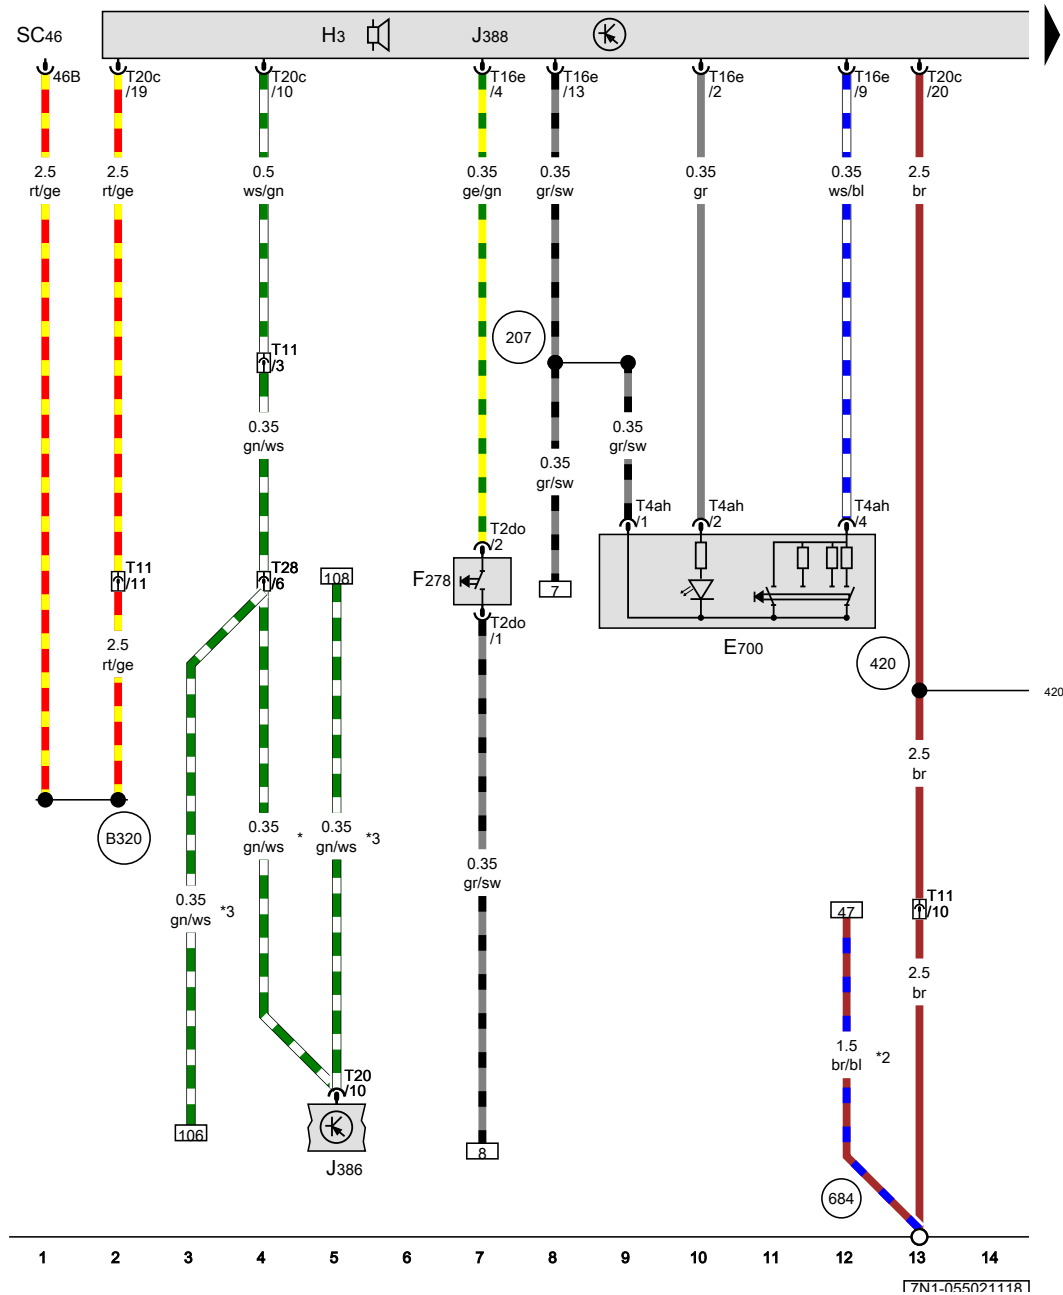 SC46
H3
J388
46B
T20c
/19
T20c
/10
T16e
/4
T16e
/13
T16e
/2
T16e
/9
T20c
/20
2.5
rt/ge
2.5
rt/ge
0.5
ws/gn
0.35
ge/gn
0.35
gr/sw
0.35
gr
0.35
ws/bl
2.5
br
207
T11
/3
0.35
gn/ws
0.35
gr/sw
0.35
gr/sw
T4ah
/1
T4ah
/2
T4ah
/4
T2do
/2
T11
/11
T28
/6
108
F278
7
T2do
/1
E700
2.5
rt/ge
420
420
2.5
br
B320
0.35
gn/ws
*
0.35
gn/ws
*3
0.35
gr/sw
0.35
gn/ws
*3
47
T11
/10
2.5
br
1.5
br/bl
*2
T20
/10
106
J386
8
684
1 2 3 4 5 6 7 8 9 10 11 12 13 14
7N1-055021118